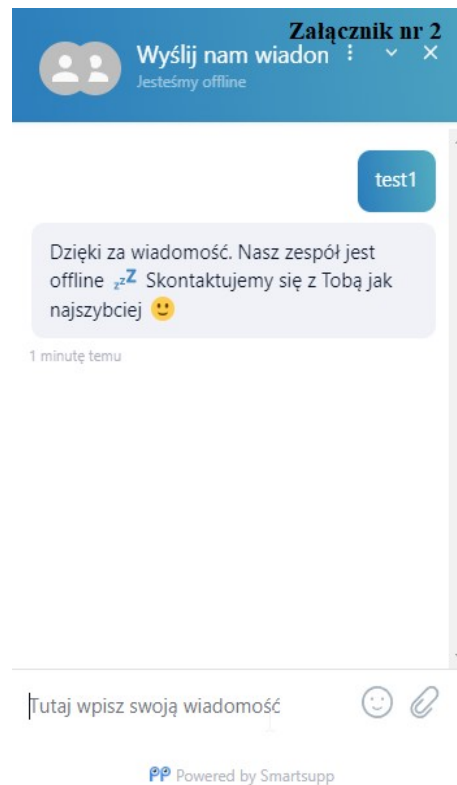 Załącznik nr 2
Wyślij nam wiadon
Jesteśmy offline
test1
Dzięki za wiadomość. Nasz zespół jest
offline zzZ Skontaktujemy się z Tobą jak
najszybciej 🙂
1 minutę temu
Tutaj wpisz swoją wiadomość
Powered by Smartsupp